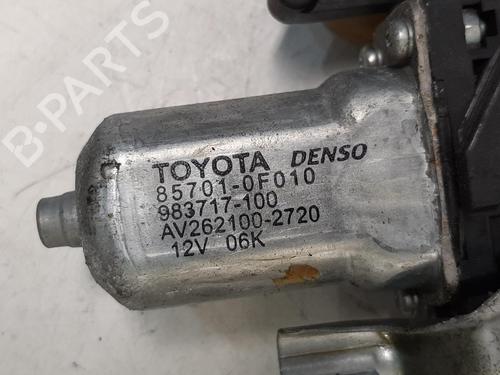 B-PARTS
TOYOTA DENSO
85701-0F010
983717-100
AV262100-2720
12V 06K